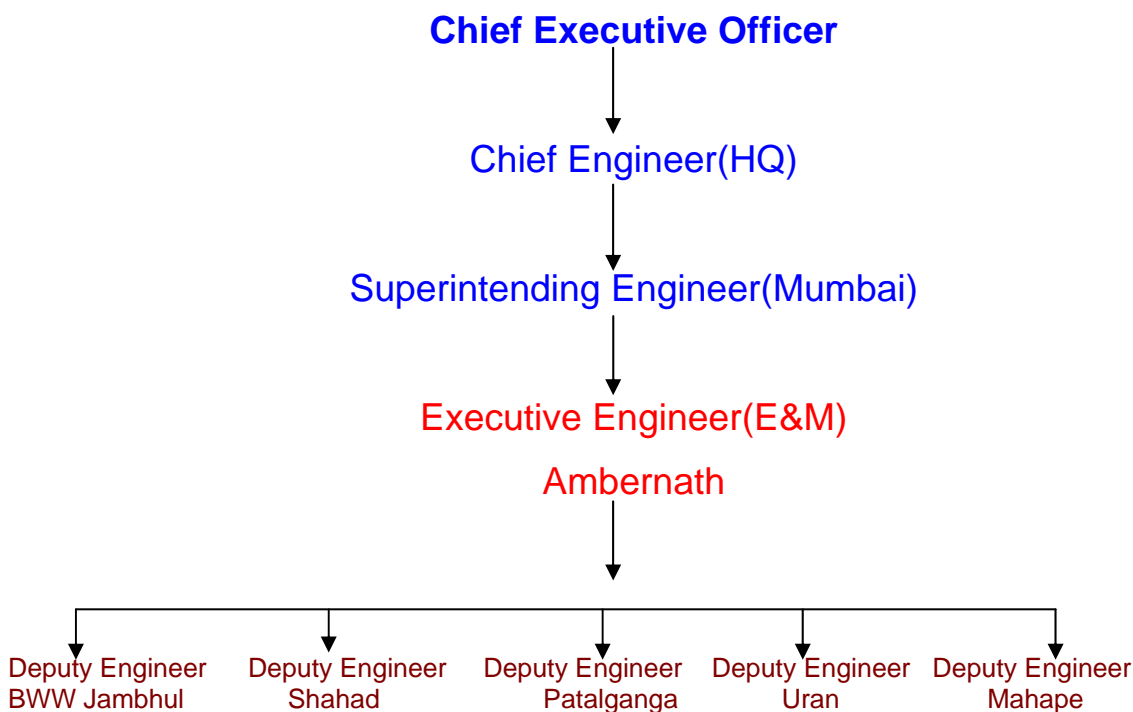 Chief Executive Officer
Chief Engineer(HQ)
Superintending Engineer(Mumbai)
Executive Engineer(E&M)
Ambernath
Deputy Engineer
BWW Jambhul
Deputy Engineer
Shahad
Deputy Engineer
Patalganga
Deputy Engineer
Uran
Deputy Engineer
Mahape